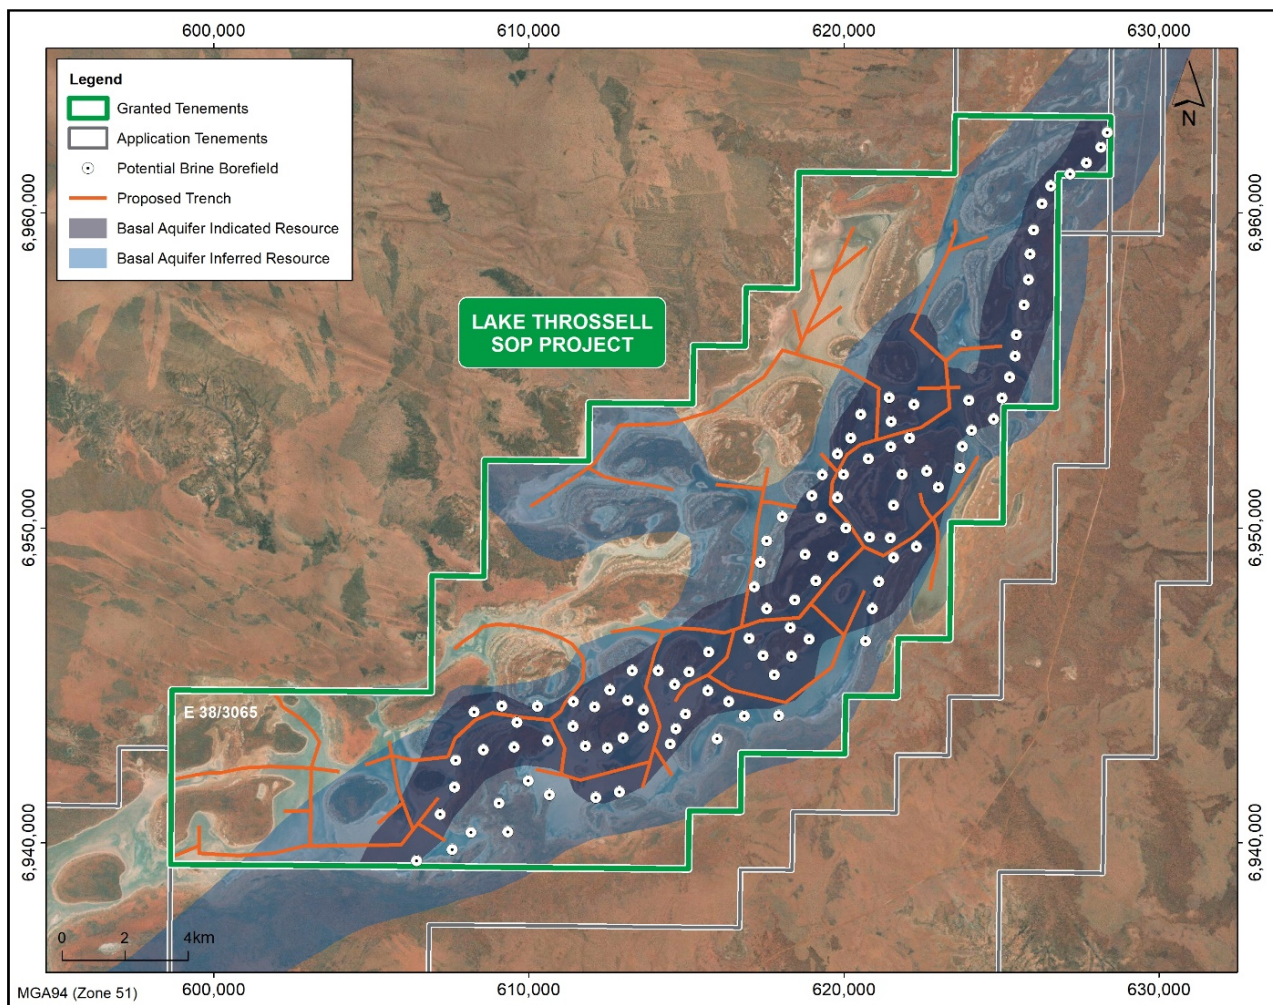 600,000 610,000 620,000 630,000
Legend
Granted Tenements
Application Tenements
Potential Brine Borefield
Proposed Trench
Basal Aquifer Indicated Resource
Basal Aquifer Inferred Resource
N
6,960,000 6,960,000
LAKE THROSSELL
SOP PROJECT
6,950,000 6,950,000
E 38/3065
6,940,000 6,940,000
0 2 4km
600,000 610,000 620,000 630,000
MGA94 (Zone 51)